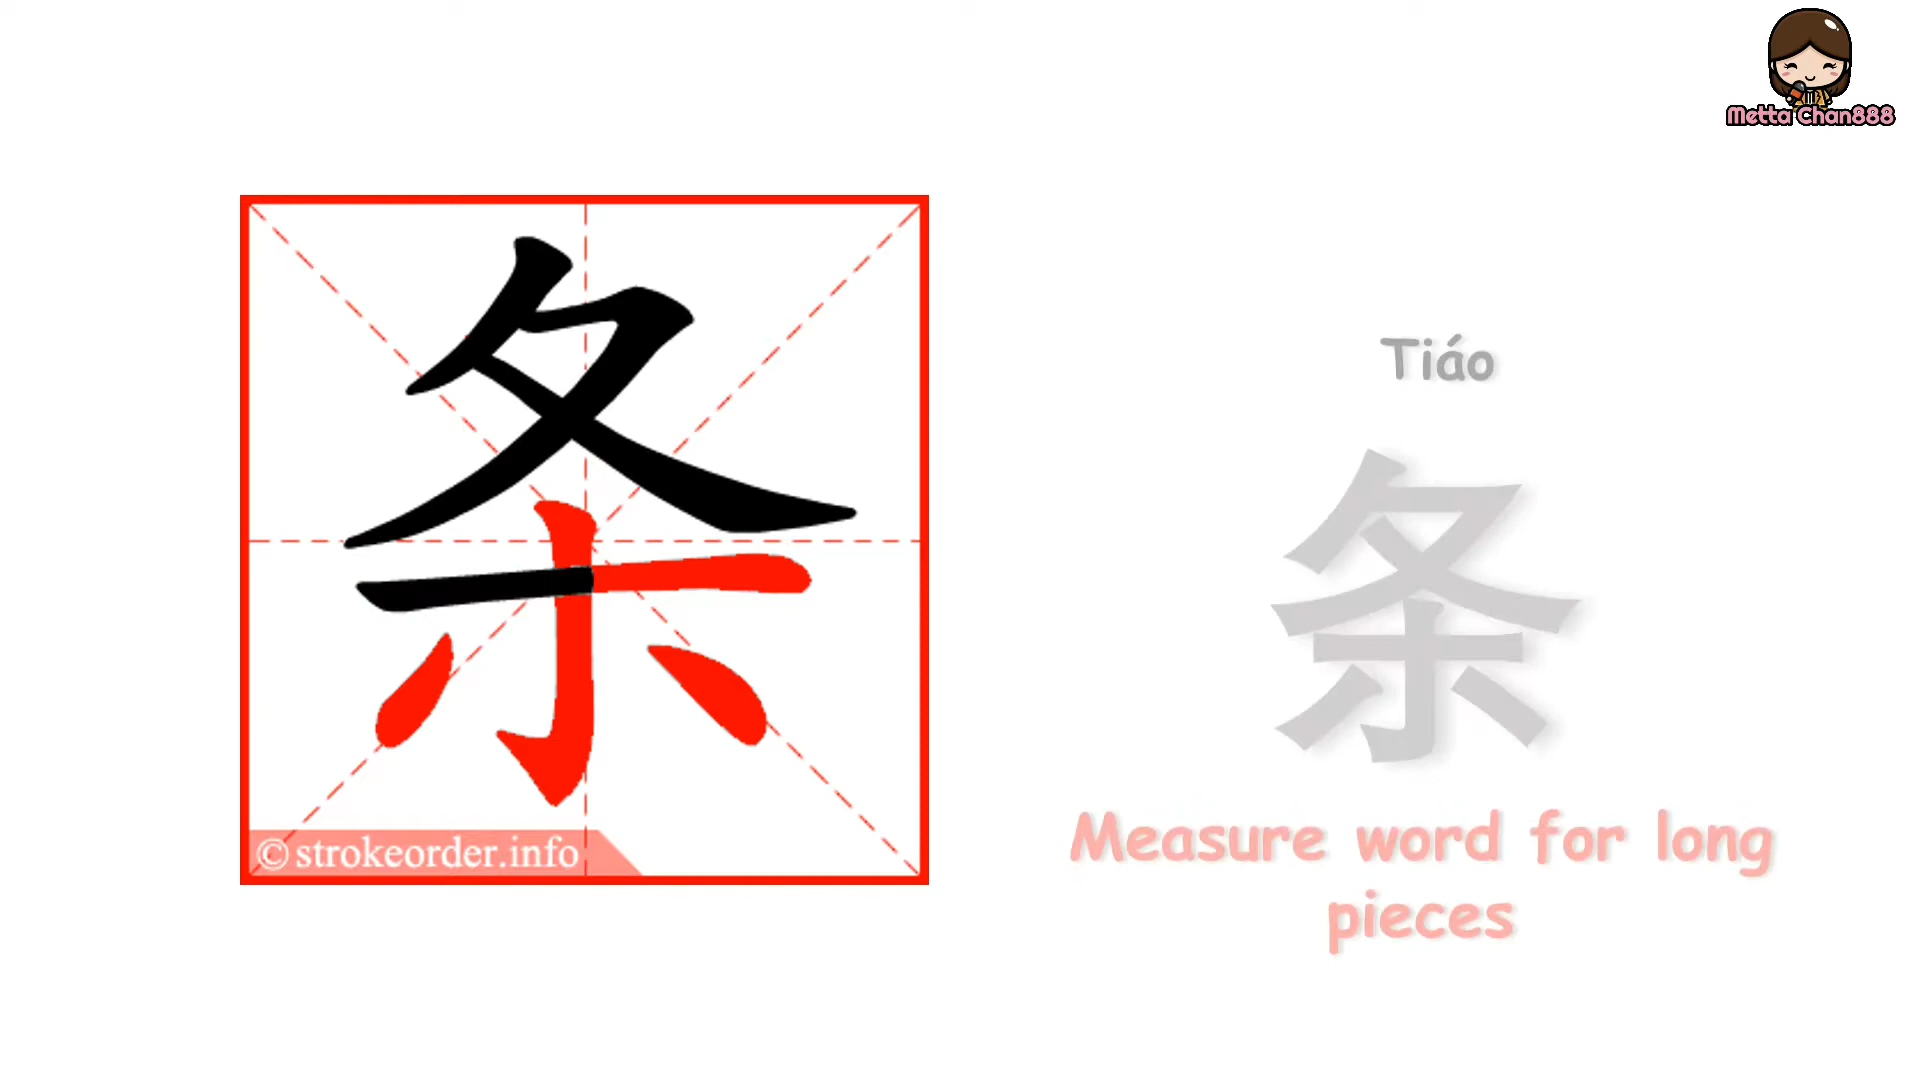 Metta Chan888
条
© strokeorder.info
Tiáo
条
Measure word for long
pieces